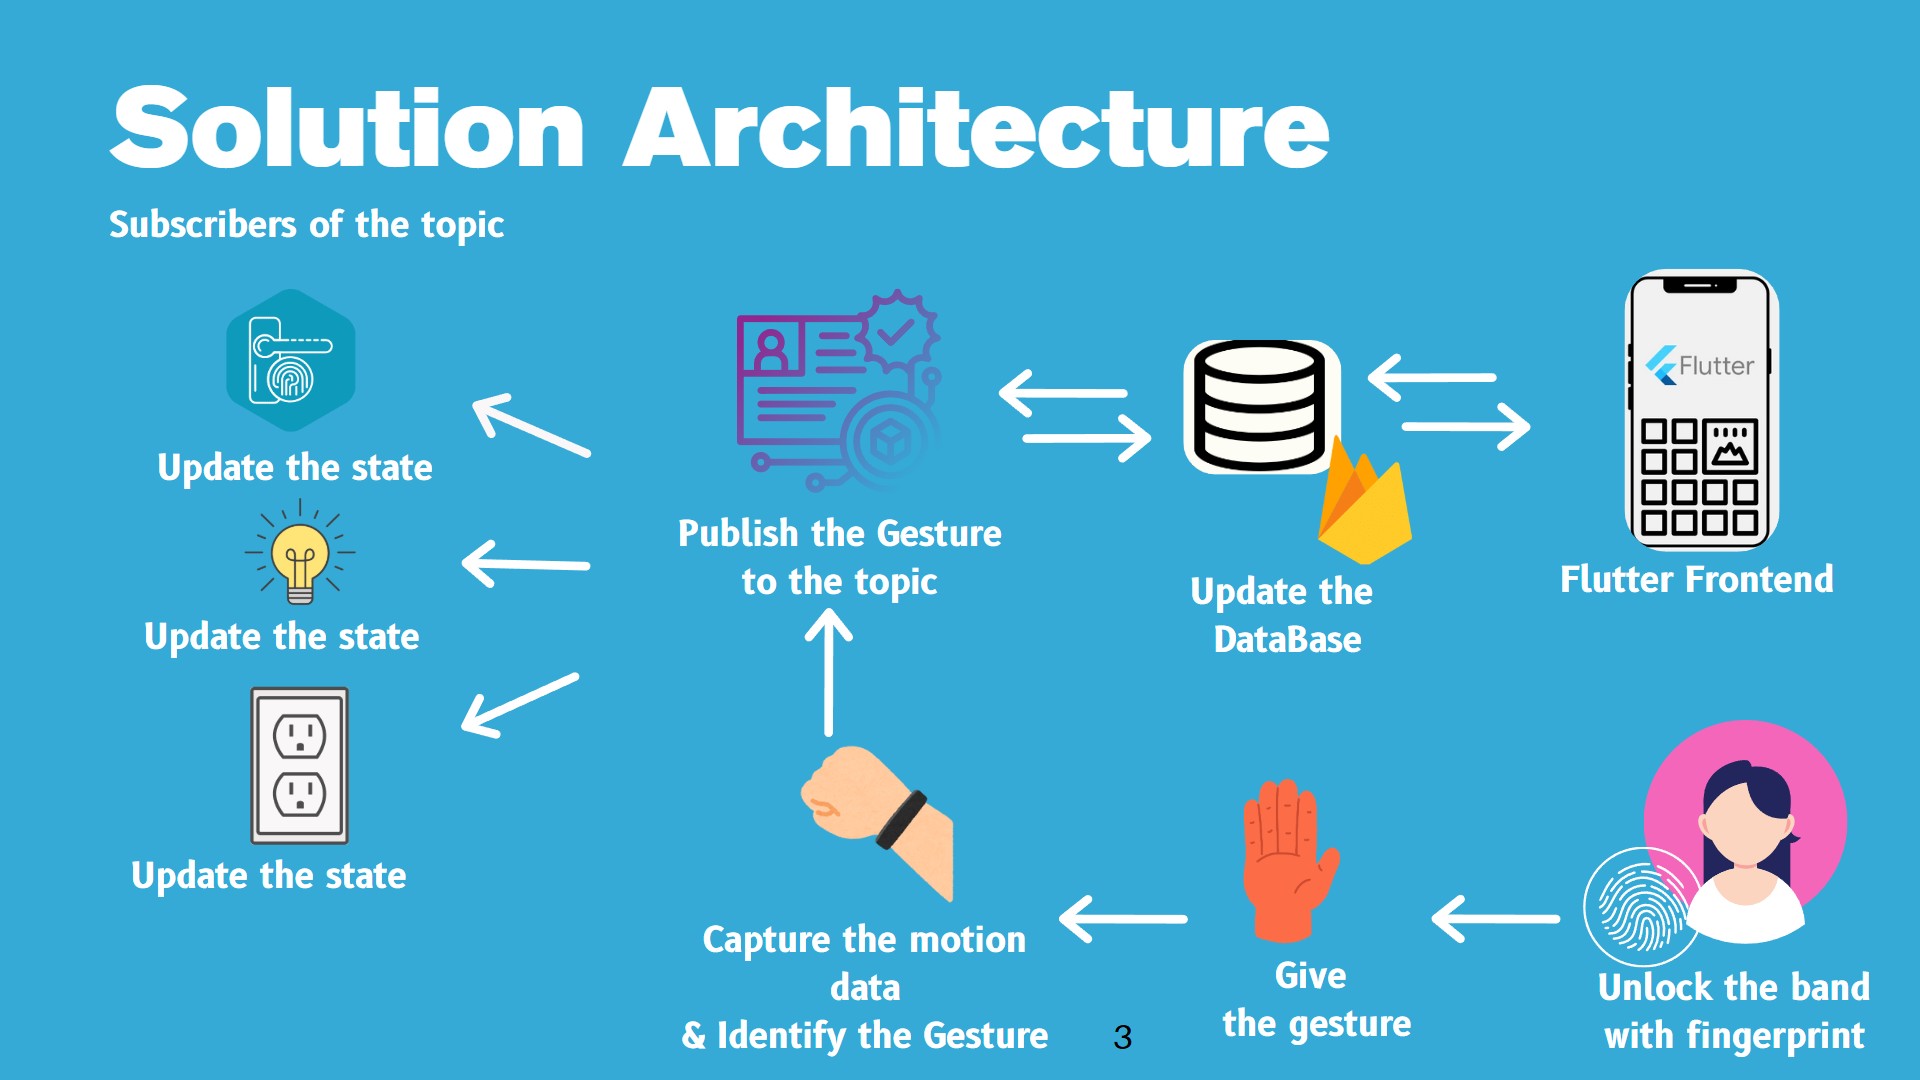 Solution Architecture
Subscribers of the topic
Update the state
Update the state
Update the state
Publish the Gesture
to the topic
Update the
DataBase
Flutter
Flutter Frontend
Capture the motion
data
& Identify the Gesture
Give
the gesture
Unlock the band
with fingerprint
3